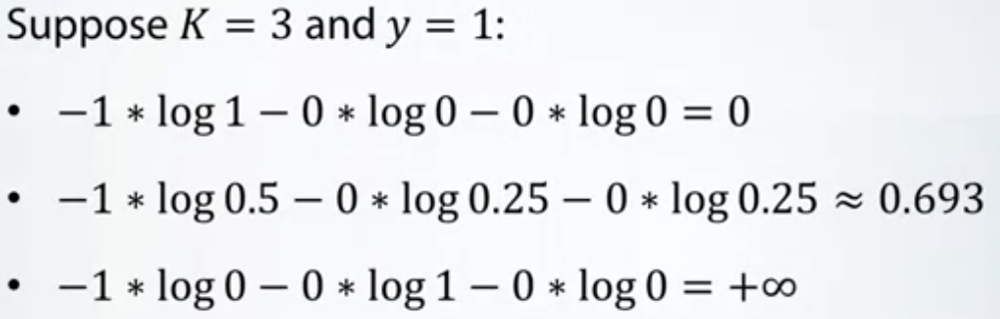 Suppose K = 3 and y = 1:
• −1 ∗ log 1 − 0 ∗ log 0 − 0 ∗ log 0 = 0
• −1 ∗ log 0.5 − 0 ∗ log 0.25 − 0 ∗ log 0.25 ≈ 0.693
• −1 ∗ log 0 − 0 ∗ log 1 − 0 ∗ log 0 = +∞